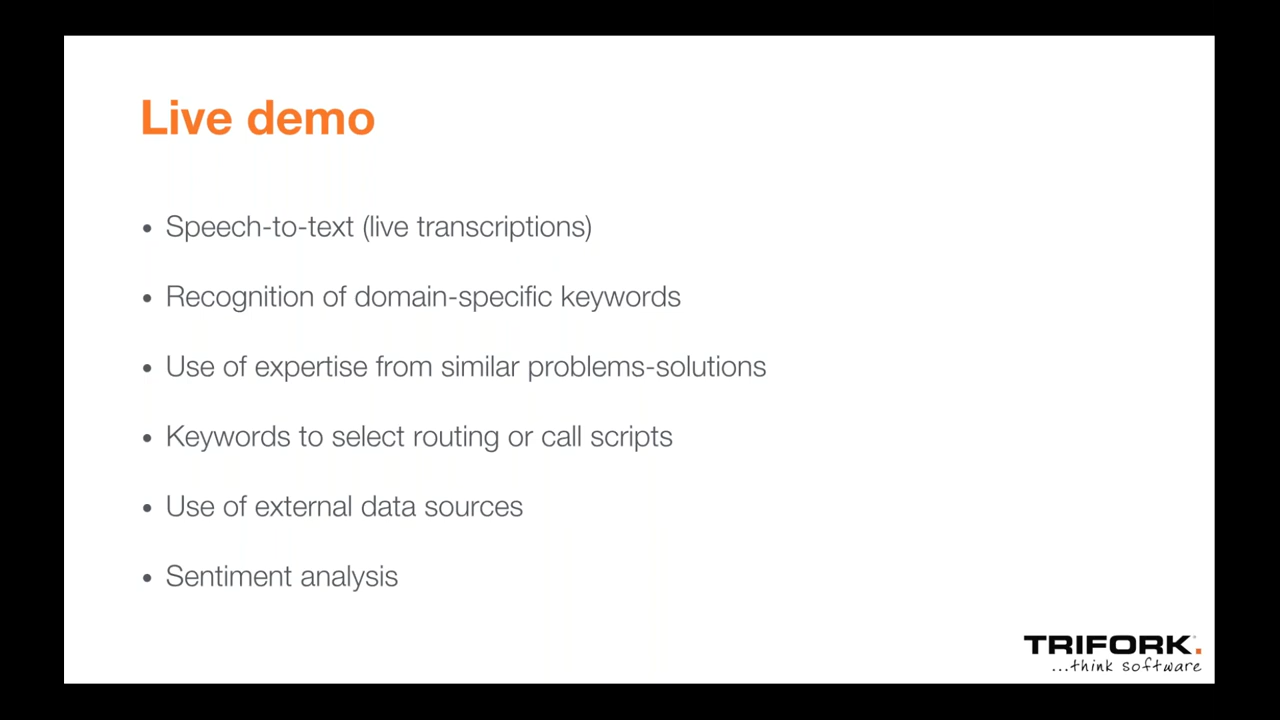 Live demo
• Speech-to-text (live transcriptions)
• Recognition of domain-specific keywords
• Use of expertise from similar problems-solutions
• Keywords to select routing or call scripts
• Use of external data sources
• Sentiment analysis
TRIFORK.
...think software